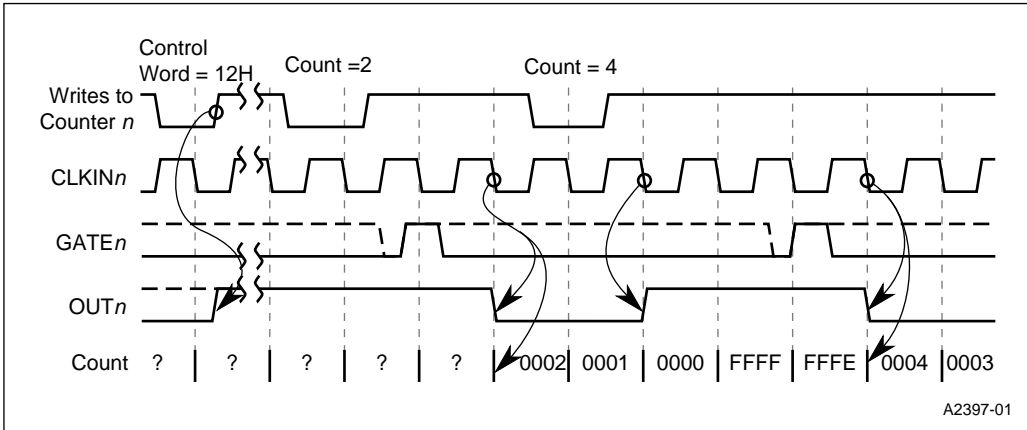 Control
Word = 12H
Count =2
Count = 4
Writes to
Counter n
CLKINn
GATEn
OUTn
Count ? ? ? ? ? 0002 0001 0000 FFFF FFFE 0004 0003
A2397-01